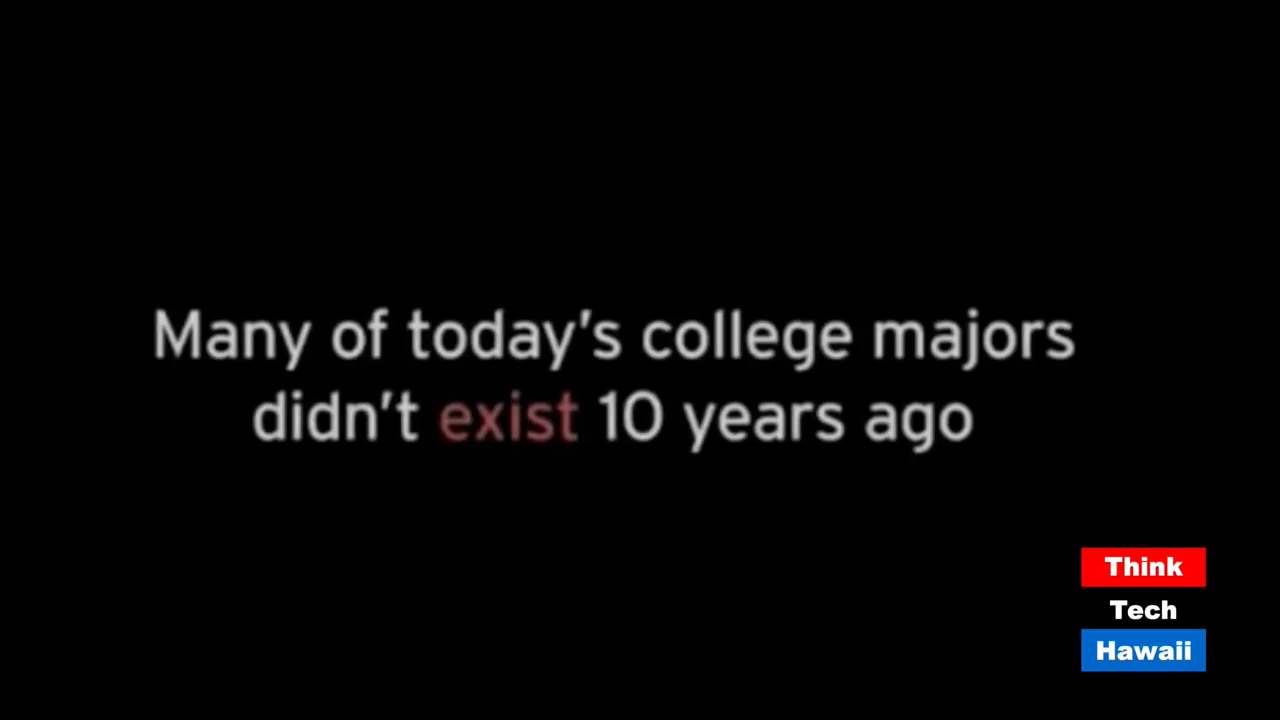 Many of today's college majors
didn't exist 10 years ago
Think
Tech
Hawaii